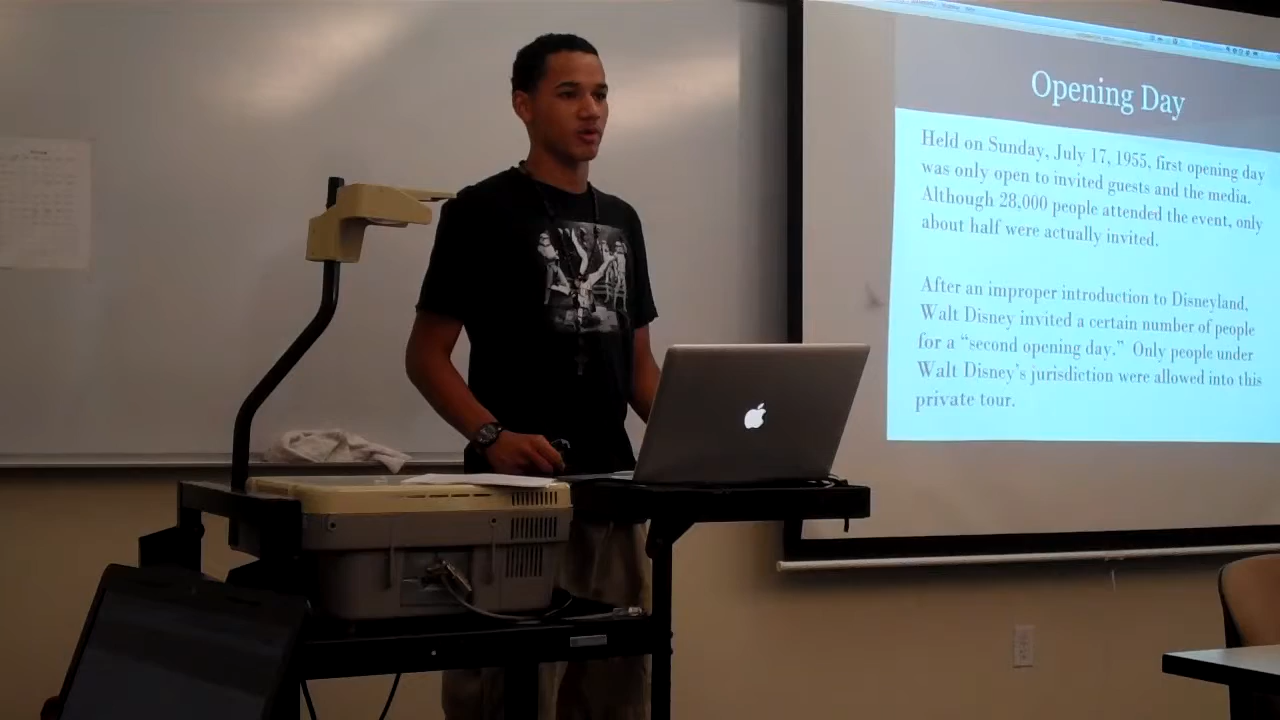 Opening Day
Held on Sunday, July 17, 1955, first opening day
was only open to invited guests and the media.
Although 28,000 people attended the event, only
about half were actually invited.
After an improper introduction to Disneyland,
Walt Disney invited a certain number of people
for a “second opening day.” Only people under
Walt Disney’s jurisdiction were allowed into this
private tour.